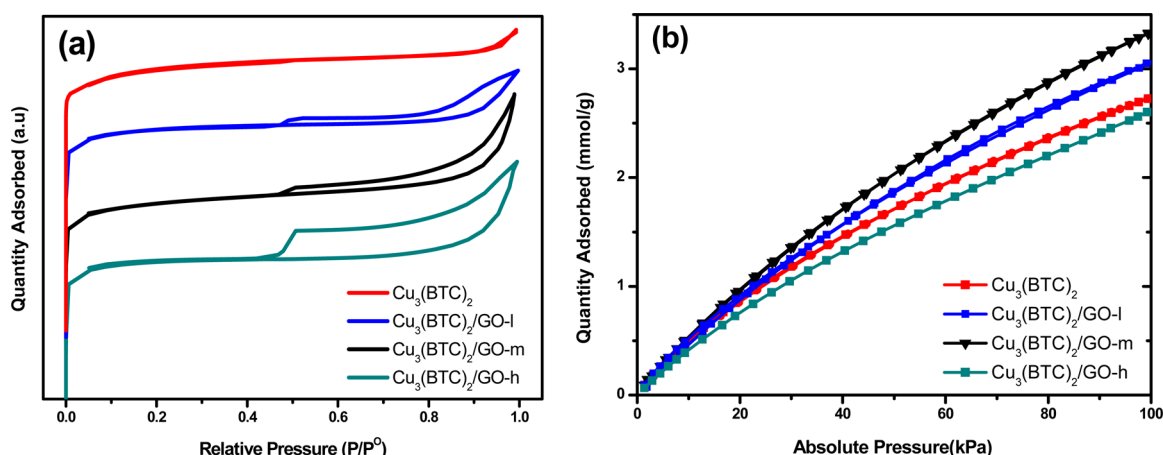 (a)
Quantity Adsorbed (a.u)
Cu3(BTC)2
Cu3(BTC)2/GO-l
Cu3(BTC)2/GO-m
Cu3(BTC)2/GO-h
0.0 0.2 0.4 0.6 0.8 1.0
Relative Pressure (P/P^O)
(b)
Quantity Adsorbed (mmol/g)
3
2
1
0
Cu3(BTC)2
Cu3(BTC)2/GO-l
Cu3(BTC)2/GO-m
Cu3(BTC)2/GO-h
20 40 60 80 100
Absolute Pressure(kPa)